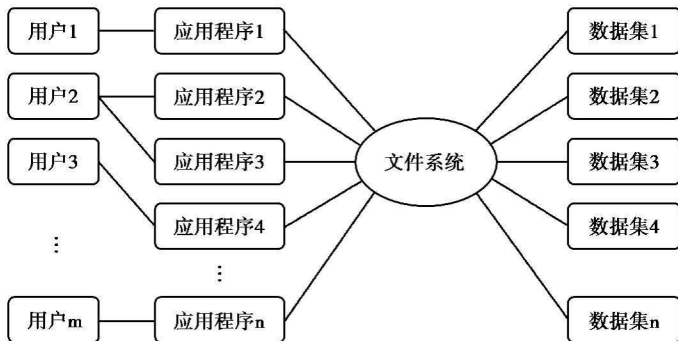 用户1 应用程序1 数据集1
用户2 应用程序2 数据集2
用户3 应用程序3 文件系统 数据集3
应用程序4 数据集4
⋮ ⋮
用户m 应用程序n 数据集n